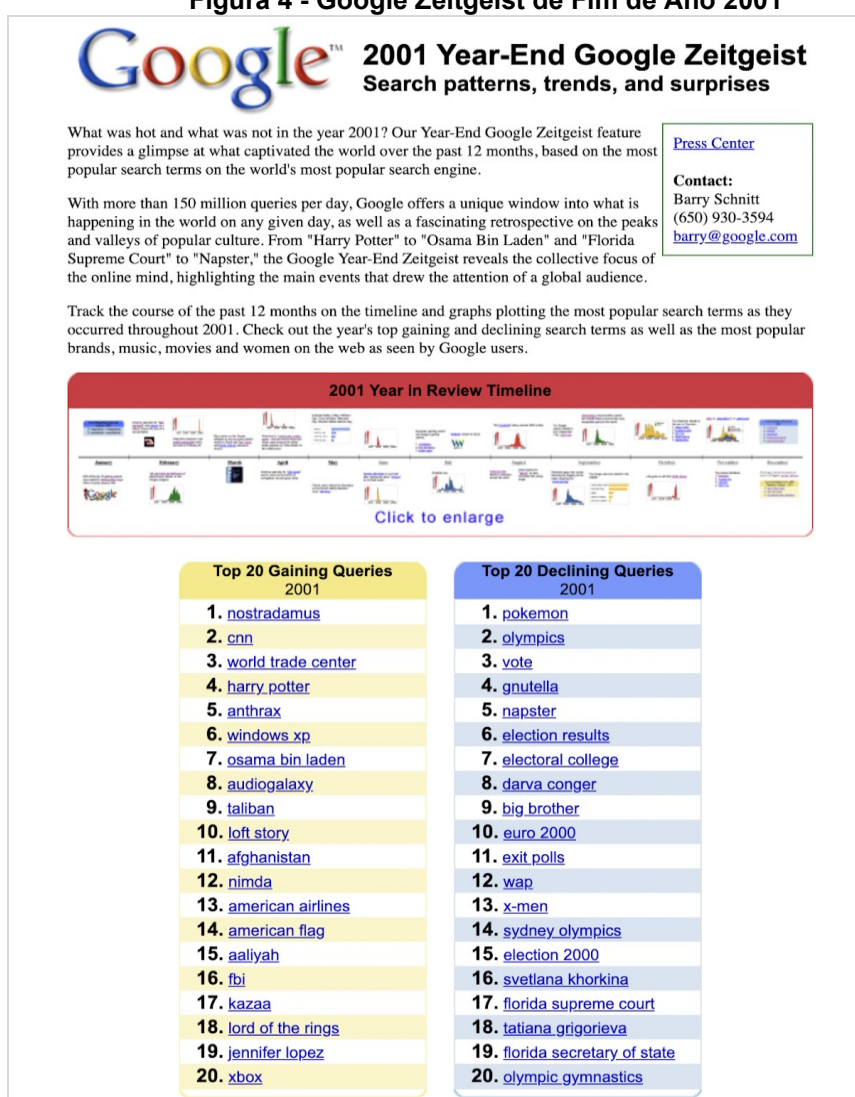 Figura 4 - Google Zeitgeist de Fim de Ano 2001
Google™
2001 Year-End Google Zeitgeist
Search patterns, trends, and surprises
What was hot and what was not in the year 2001? Our Year-End Google Zeitgeist feature
provides a glimpse at what captivated the world over the past 12 months, based on the most
popular search terms on the world's most popular search engine.
With more than 150 million queries per day, Google offers a unique window into what is
happening in the world on any given day, as well as a fascinating retrospective on the peaks
and valleys of popular culture. From "Harry Potter" to "Osama Bin Laden" and "Florida
Supreme Court" to "Napster," the Google Year-End Zeitgeist reveals the collective focus of
the online mind, highlighting the main events that drew the attention of a global audience.
Press Center
Contact:
Barry Schnitt
(650) 930-3594
barry@google.com
Track the course of the past 12 months on the timeline and graphs plotting the most popular search terms as they
occurred throughout 2001. Check out the year's top gaining and declining search terms as well as the most popular
brands, music, movies and women on the web as seen by Google users.
2001 Year in Review Timeline
January February March April May June July August September October November December
Google
Click to enlarge
Top 20 Gaining Queries
2001
1. nostradamus
2. cnn
3. world trade center
4. harry potter
5. anthrax
6. windows xp
7. osama bin laden
8. audiogalaxy
9. taliban
10. loft story
11. afghanistan
12. nimda
13. american airlines
14. american flag
15. aaliyah
16. fbi
17. kazaa
18. lord of the rings
19. jennifer lopez
20. xbox
Top 20 Declining Queries
2001
1. pokemon
2. olympics
3. vote
4. gnutella
5. napster
6. election results
7. electoral college
8. darva conger
9. big brother
10. euro 2000
11. exit polls
12. wap
13. x-men
14. sydney olympics
15. election 2000
16. svetlana khorkina
17. florida supreme court
18. tatiana grigorieva
19. florida secretary of state
20. olympic gymnastics